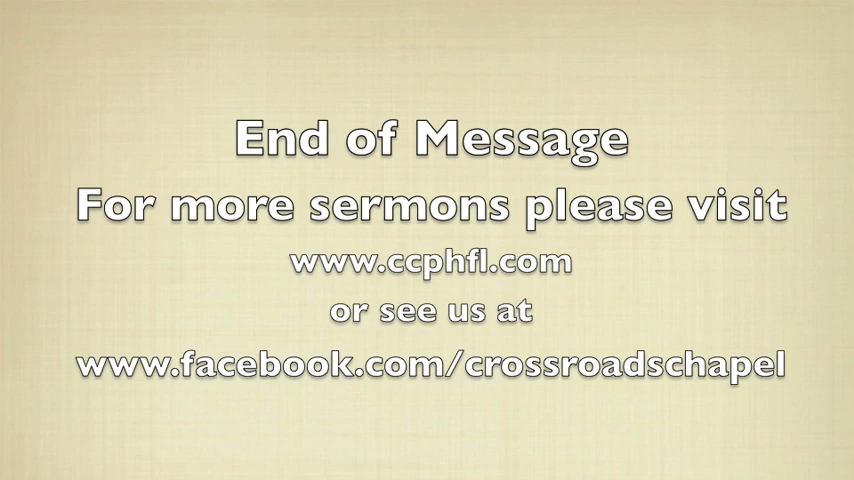 End of Message
For more sermons please visit
www.ccphfl.com
or see us at
www.facebook.com/crossroadschapel